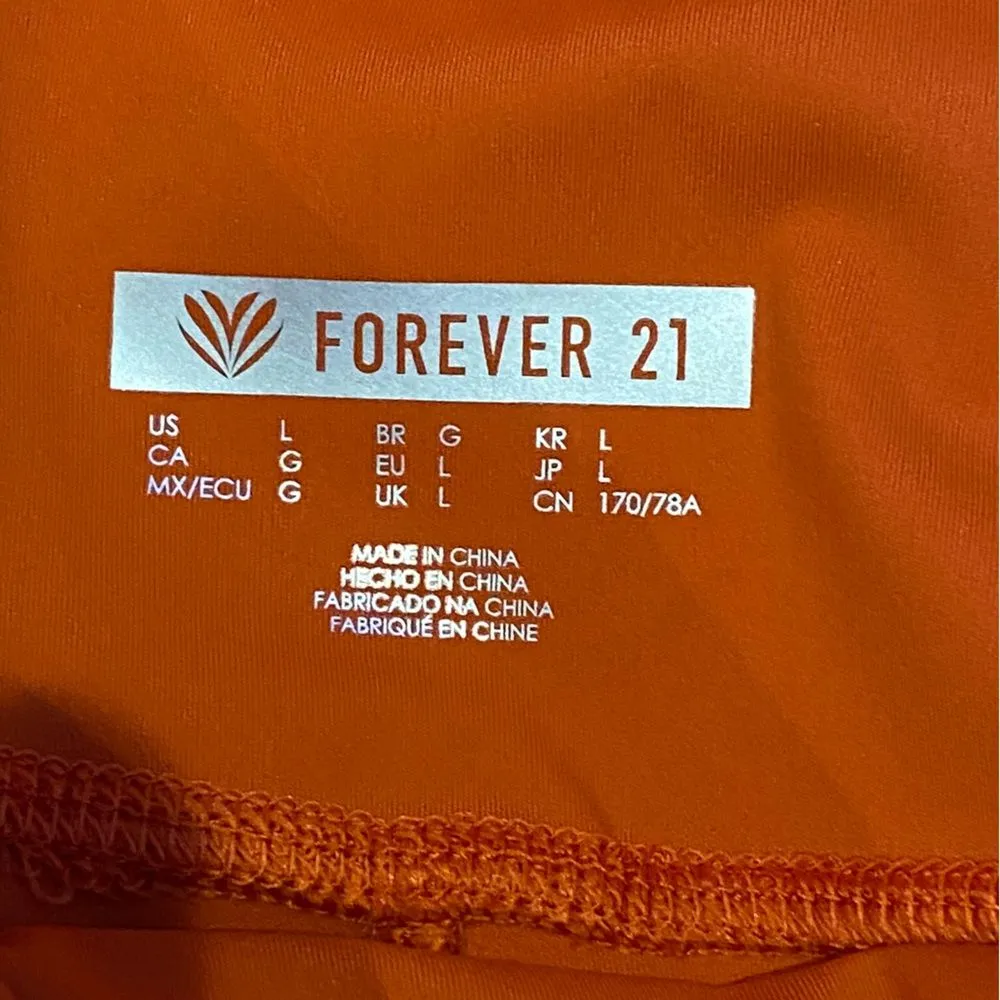 FOREVER 21
US L BR G KR L
CA G EU L JP L
MX/ECU G UK L CN 170/78A
MADE IN CHINA
HECHO EN CHINA
FABRICADO NA CHINA
FABRIQUÉ EN CHINE